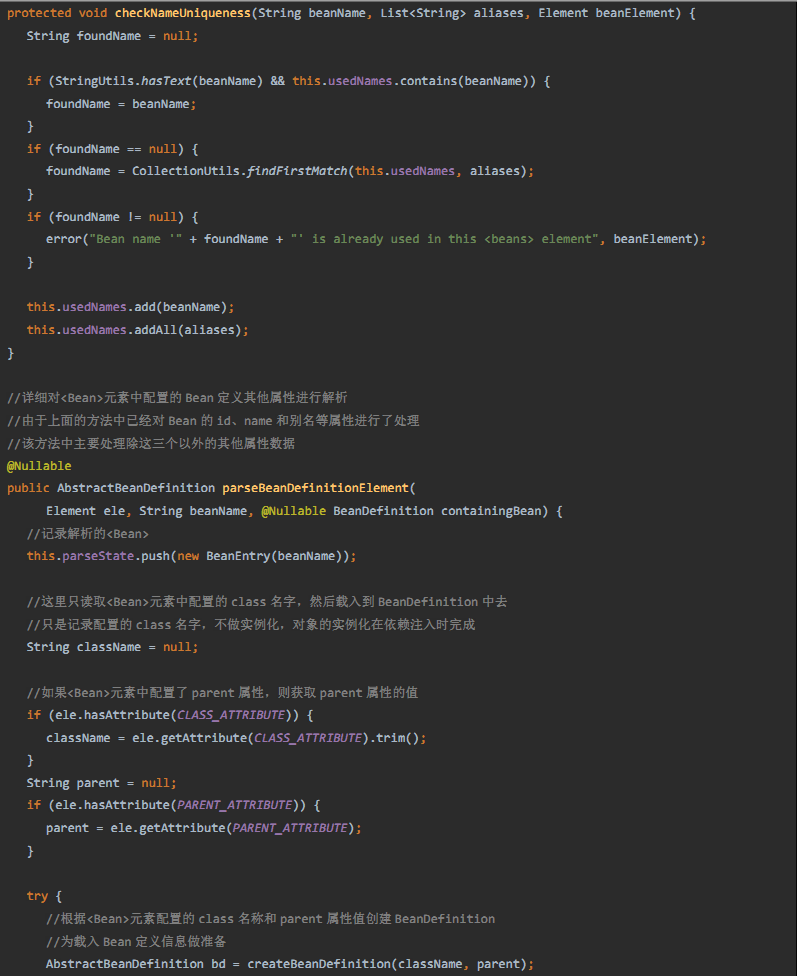 protected void checkNameUniqueness(String beanName, List<String> aliases, Element beanElement) {
String foundName = null;
if (StringUtils.hasText(beanName) && this.usedNames.contains(beanName)) {
foundName = beanName;
}
if (foundName == null) {
foundName = CollectionUtils.findFirstMatch(this.usedNames, aliases);
}
if (foundName != null) {
error("Bean name '" + foundName + "' is already used in this <beans> element", beanElement);
}
this.usedNames.add(beanName);
this.usedNames.addAll(aliases);
}
//详细对<Bean>元素中配置的 Bean 定义其他属性进行解析
//由于上面的方法中已经对 Bean 的 id、name 和别名等属性进行了处理
//该方法中主要处理除这三个以外的其他属性数据
@Nullable
public AbstractBeanDefinition parseBeanDefinitionElement(
Element ele, String beanName, @Nullable BeanDefinition containingBean) {
//记录解析的<Bean>
this.parseState.push(new BeanEntry(beanName));
//这里只读取<Bean>元素中配置的 class 名字，然后载入到 BeanDefinition 中去
//只是记录配置的 class 名字，不做实例化，对象的实例化在依赖注入时完成
String className = null;
//如果<Bean>元素中配置了 parent 属性，则获取 parent 属性的值
if (ele.hasAttribute(CLASS_ATTRIBUTE)) {
className = ele.getAttribute(CLASS_ATTRIBUTE).trim();
}
String parent = null;
if (ele.hasAttribute(PARENT_ATTRIBUTE)) {
parent = ele.getAttribute(PARENT_ATTRIBUTE);
}
try {
//根据<Bean>元素配置的 class 名称和 parent 属性值创建 BeanDefinition
//为载入 Bean 定义信息做准备
AbstractBeanDefinition bd = createBeanDefinition(className, parent);